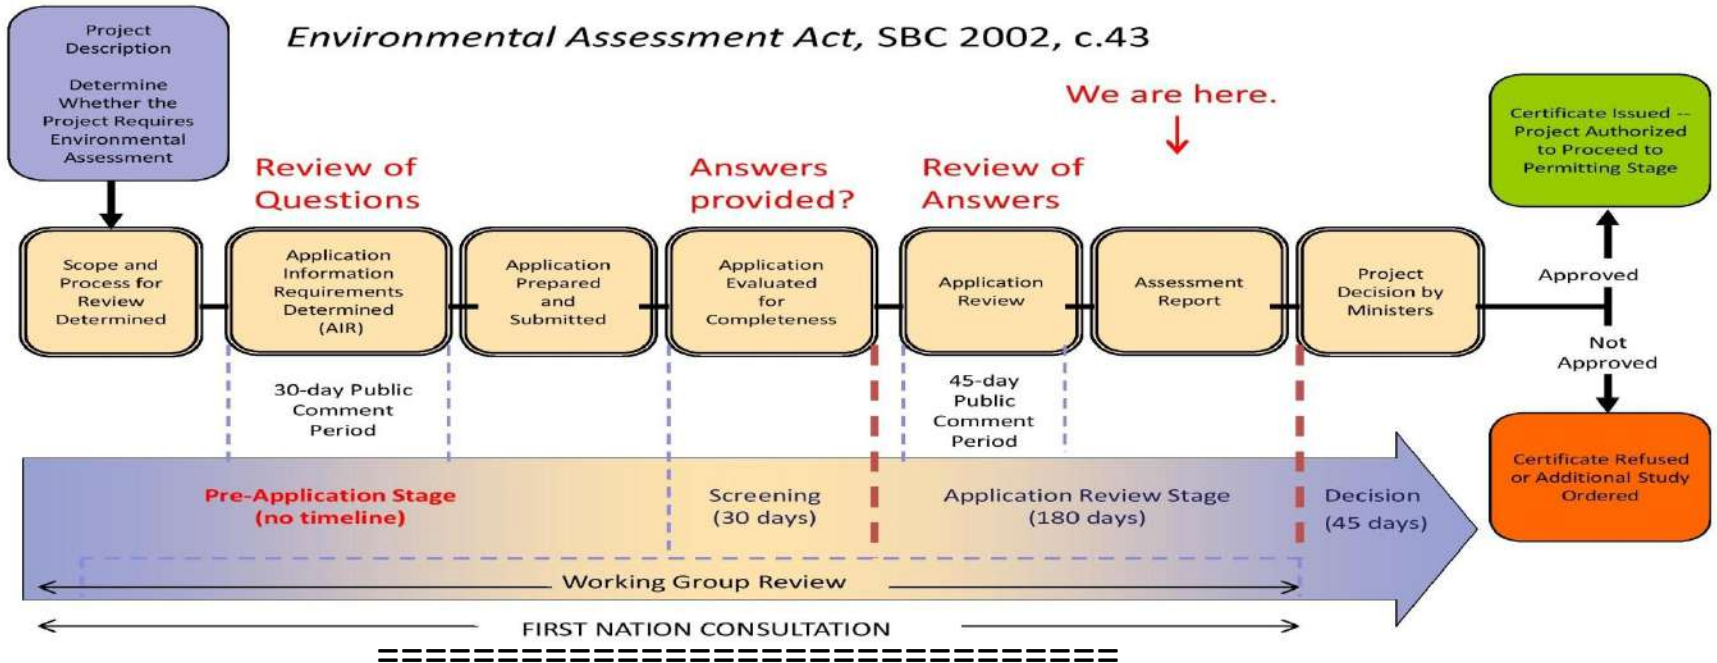 Project
Description
Determine
Whether the
Project Requires
Environmental
Assessment
Environmental Assessment Act, SBC 2002, c.43
We are here.
Review of
Questions
Answers
provided?
Review of
Answers
Certificate Issued --
Project Authorized
to Proceed to
Permitting Stage
Scope and
Process for
Review
Determined
Application
Information
Requirements
Determined
(AIR)
Application
Prepared
and
Submitted
Application
Evaluated
for
Completeness
Application
Review
Assessment
Report
Project
Decision by
Ministers
Approved
Not
Approved
30-day Public
Comment
Period
45-day
Public
Comment
Period
Certificate Refused
or Additional Study
Ordered
Pre-Application Stage
(no timeline)
Screening
(30 days)
Application Review Stage
(180 days)
Decision
(45 days)
Working Group Review
FIRST NATION CONSULTATION